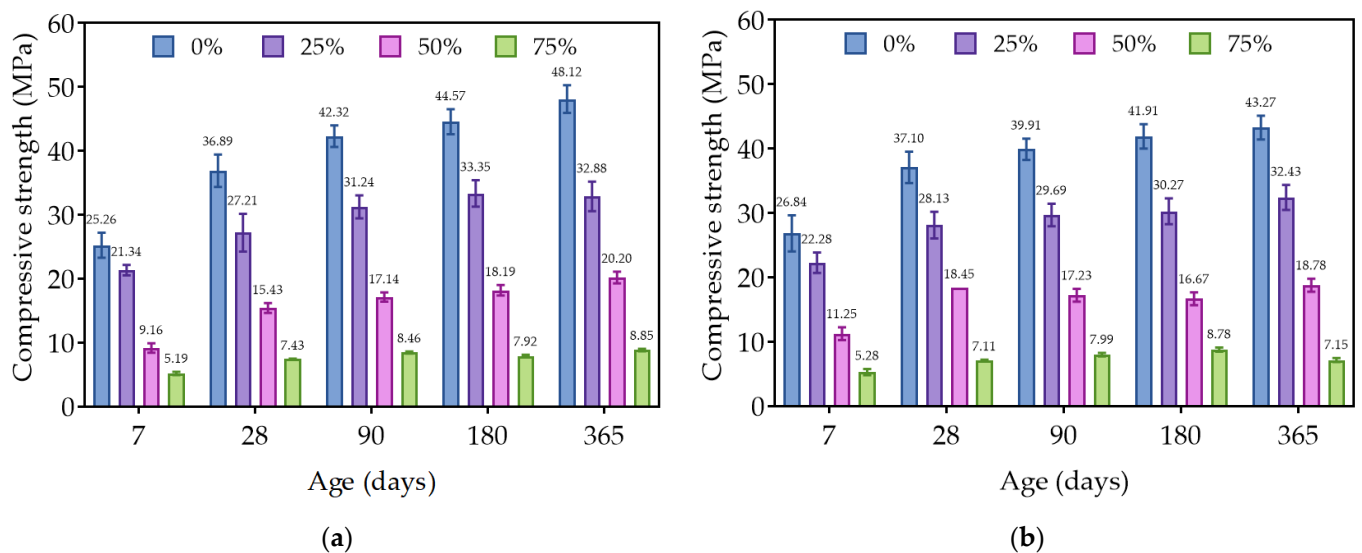 Compressive strength (MPa)
60
50
40
30
20
10
0
0% 25% 50% 75%
25.26 21.34 9.16 5.19
36.89 27.21 15.43 7.43
42.32 31.24 17.14 8.46
44.57 33.35 18.19 7.92
48.12 32.88 20.20 8.85
7 28 90 180 365
Age (days)
(a)
Compressive strength (MPa)
60
50
40
30
20
10
0
0% 25% 50% 75%
26.84 22.28 11.25 5.28
37.10 28.13 18.45 7.11
39.91 29.69 17.23 7.99
41.91 30.27 16.67 8.78
43.27 32.43 18.78 7.15
7 28 90 180 365
Age (days)
(b)